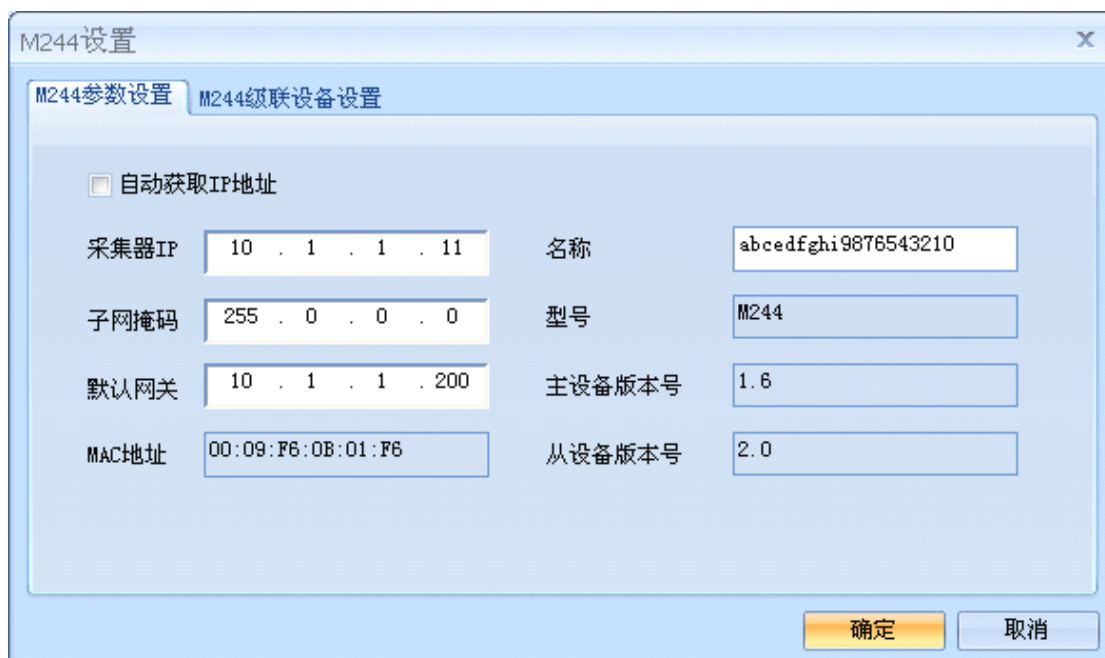 M244设置
M244参数设置 M244级联设备设置
自动获取IP地址
采集器IP 10 . 1 . 1 . 11 名称 abcedfghi9876543210
子网掩码 255 . 0 . 0 . 0 型号 M244
默认网关 10 . 1 . 1 . 200 主设备版本号 1.6
MAC地址 00:09:F6:0B:01:F6 从设备版本号 2.0
确定 取消